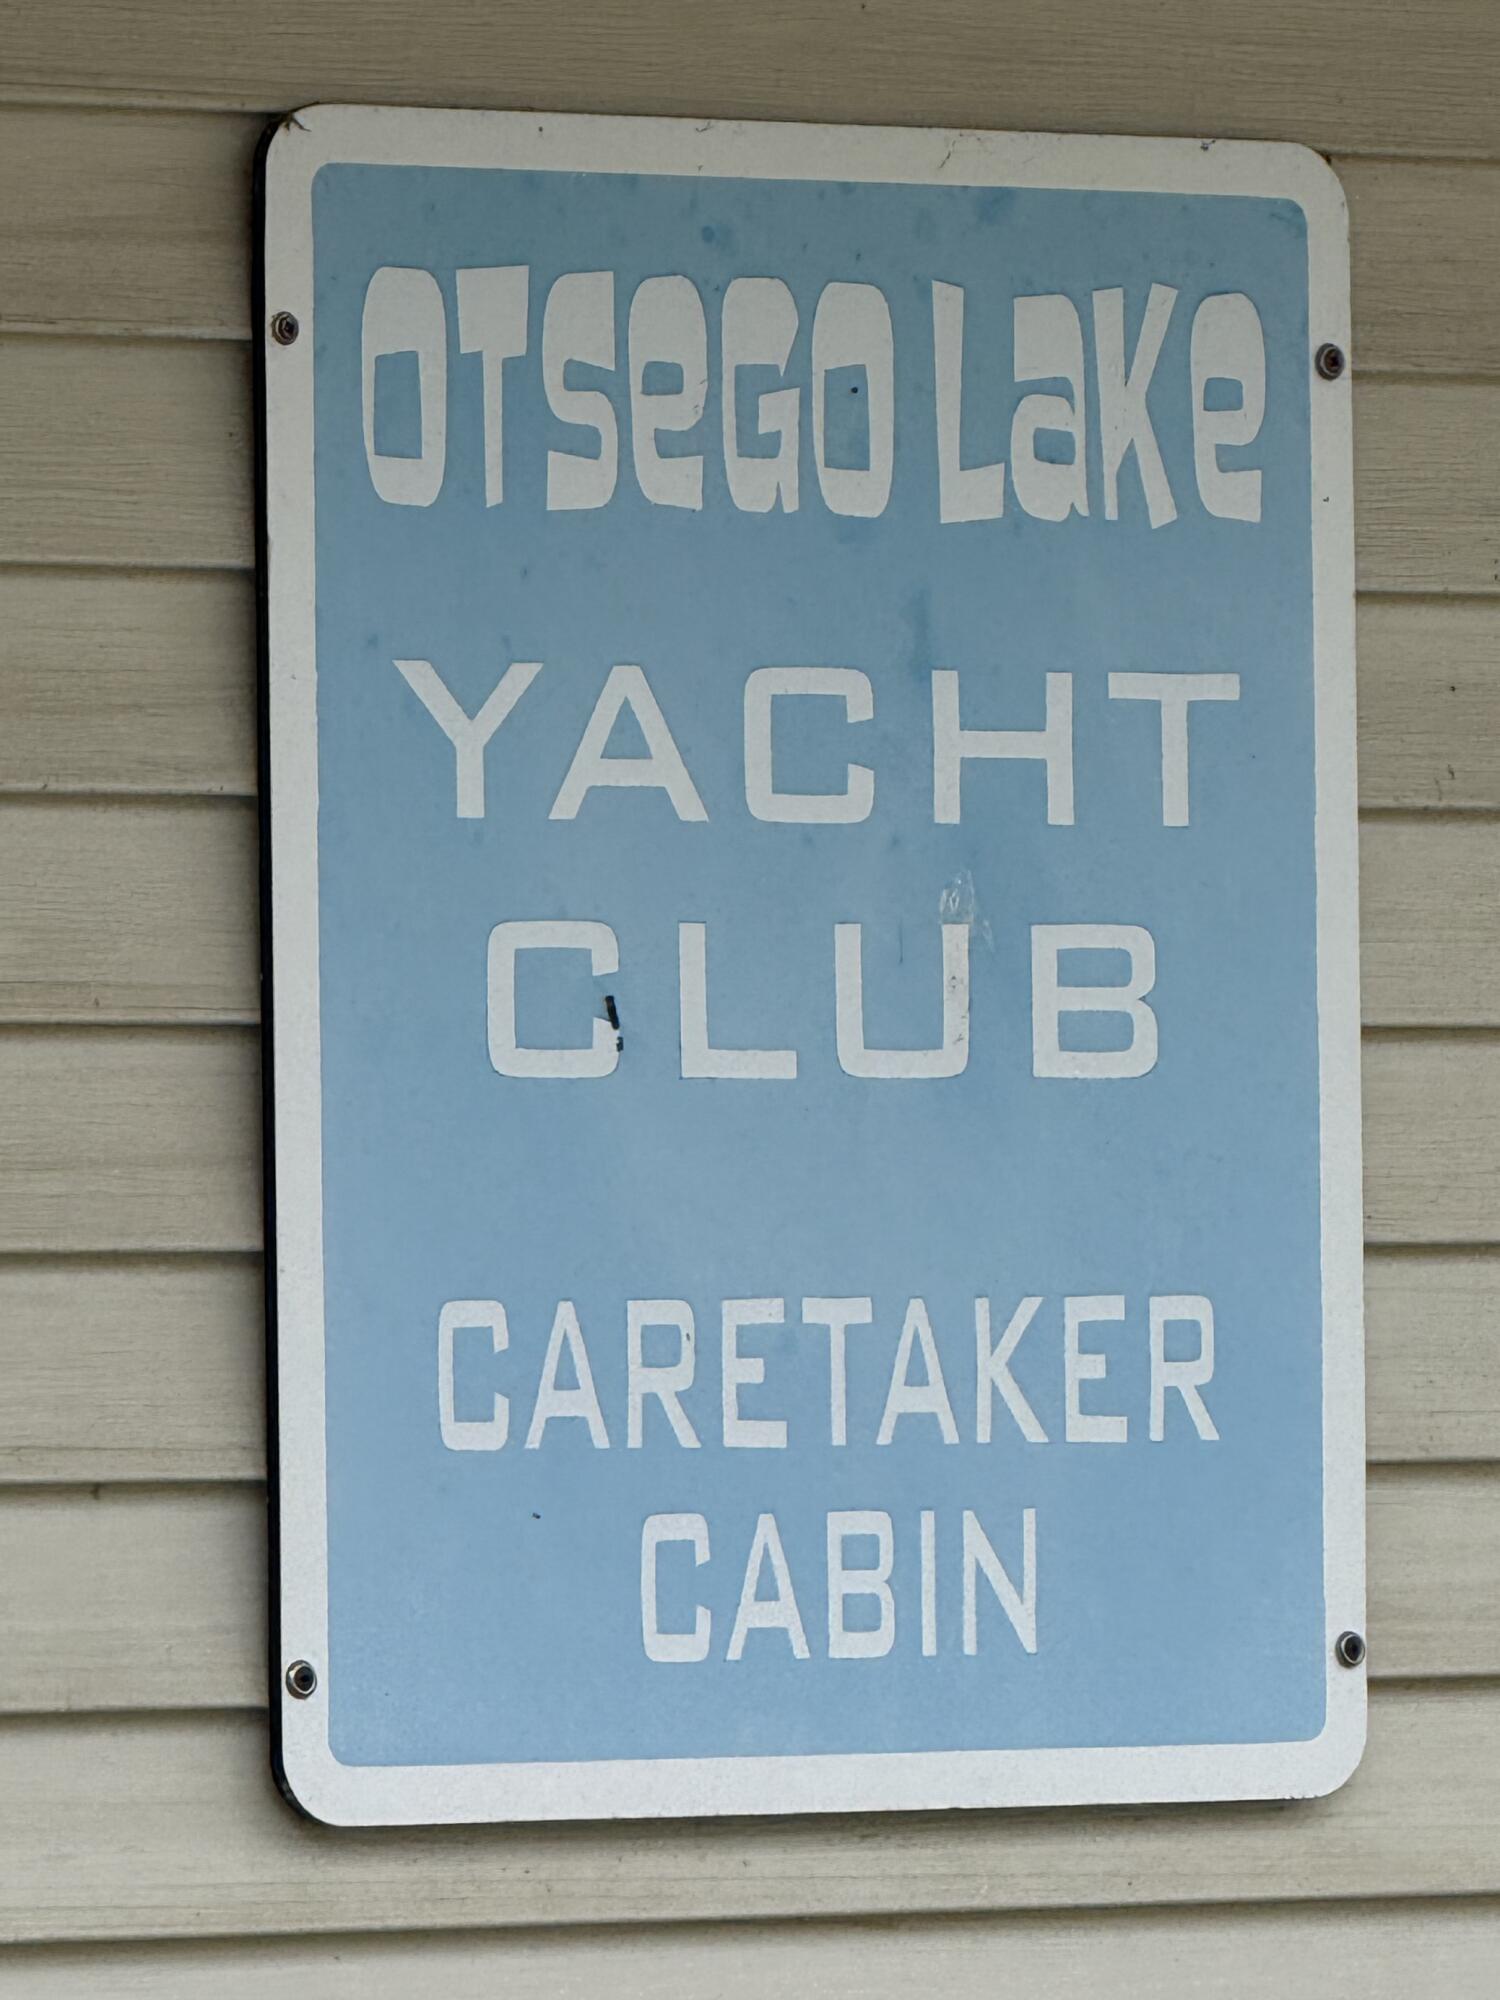 OTSeGO LaKe
YACHT
CLUB
CARETAKER
CABIN